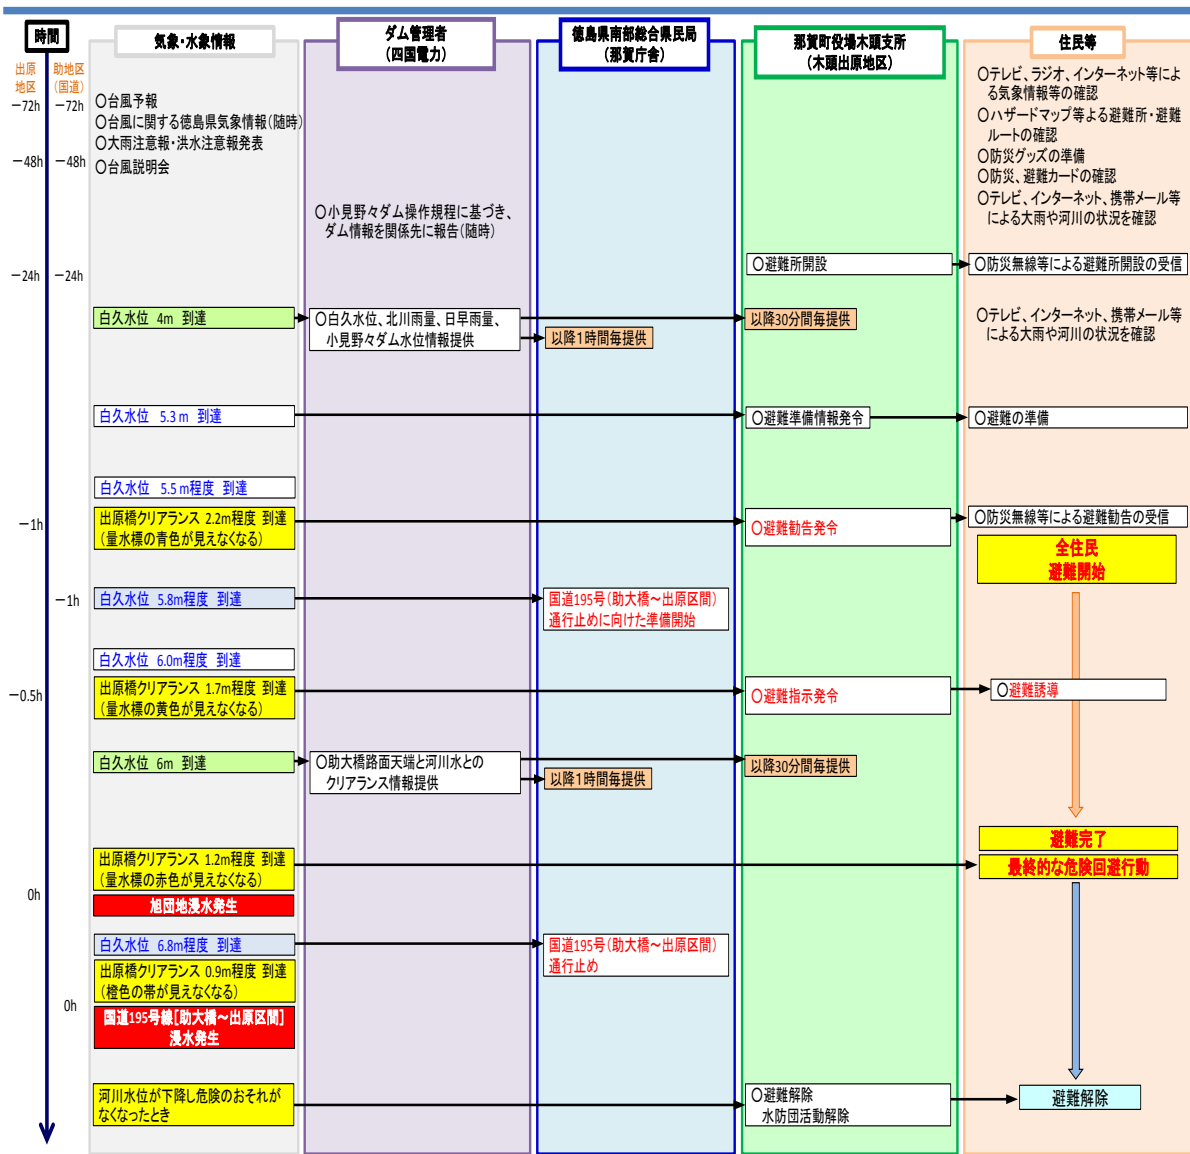 時間
気象・水象情報
ダム管理者
（四国電力）
徳島県南部総合県民局
（那賀庁舎）
那賀町役場木頭支所
（木頭出原地区）
住民等
出原
地区
助地区
（国道）
－72h
－72h
－48h
－48h
－24h
－24h
－1h
－1h
－0.5h
0h
0h
○台風予報
○台風に関する徳島県気象情報（随時）
○大雨注意報・洪水注意報発表
○台風説明会
○テレビ、ラジオ、インターネット等によ
る気象情報等の確認
○ハザードマップ等よる避難所・避難
ルートの確認
○防災グッズの準備
○防災、避難カードの確認
○テレビ、インターネット、携帯メール等
による大雨や河川の状況を確認
○小見野々ダム操作規程に基づき、
ダム情報を関係先に報告（随時）
○避難所開設
○防災無線等による避難所開設の受信
白久水位 4m 到達
○白久水位、北川雨量、日早雨量、
小見野々ダム水位情報提供
以降1時間毎提供
以降30分間毎提供
○テレビ、インターネット、携帯メール等
による大雨や河川の状況を確認
白久水位 5.3ｍ 到達
○避難準備情報発令
○避難の準備
白久水位 5.5ｍ程度 到達
出原橋クリアランス 2.2m程度 到達
（量水標の青色が見えなくなる）
○避難勧告発令
○防災無線等による避難勧告の受信
全住民
避難開始
白久水位 5.8m程度 到達
国道195号（助大橋～出原区間）
通行止めに向けた準備開始
白久水位 6.0m程度 到達
出原橋クリアランス 1.7m程度 到達
（量水標の黄色が見えなくなる）
○避難指示発令
○避難誘導
白久水位 6m 到達
○助大橋路面天端と河川水との
クリアランス情報提供
以降1時間毎提供
以降30分間毎提供
避難完了
出原橋クリアランス 1.2m程度 到達
（量水標の赤色が見えなくなる）
最終的な危険回避行動
旭団地浸水発生
白久水位 6.8m程度 到達
国道195号（助大橋～出原区間）
通行止め
出原橋クリアランス 0.9m程度 到達
（橙色の帯が見えなくなる）
国道195号線［助大橋～出原区間］
浸水発生
河川水位が下降し危険のおそれが
なくなったとき
○避難解除
水防団活動解除
避難解除